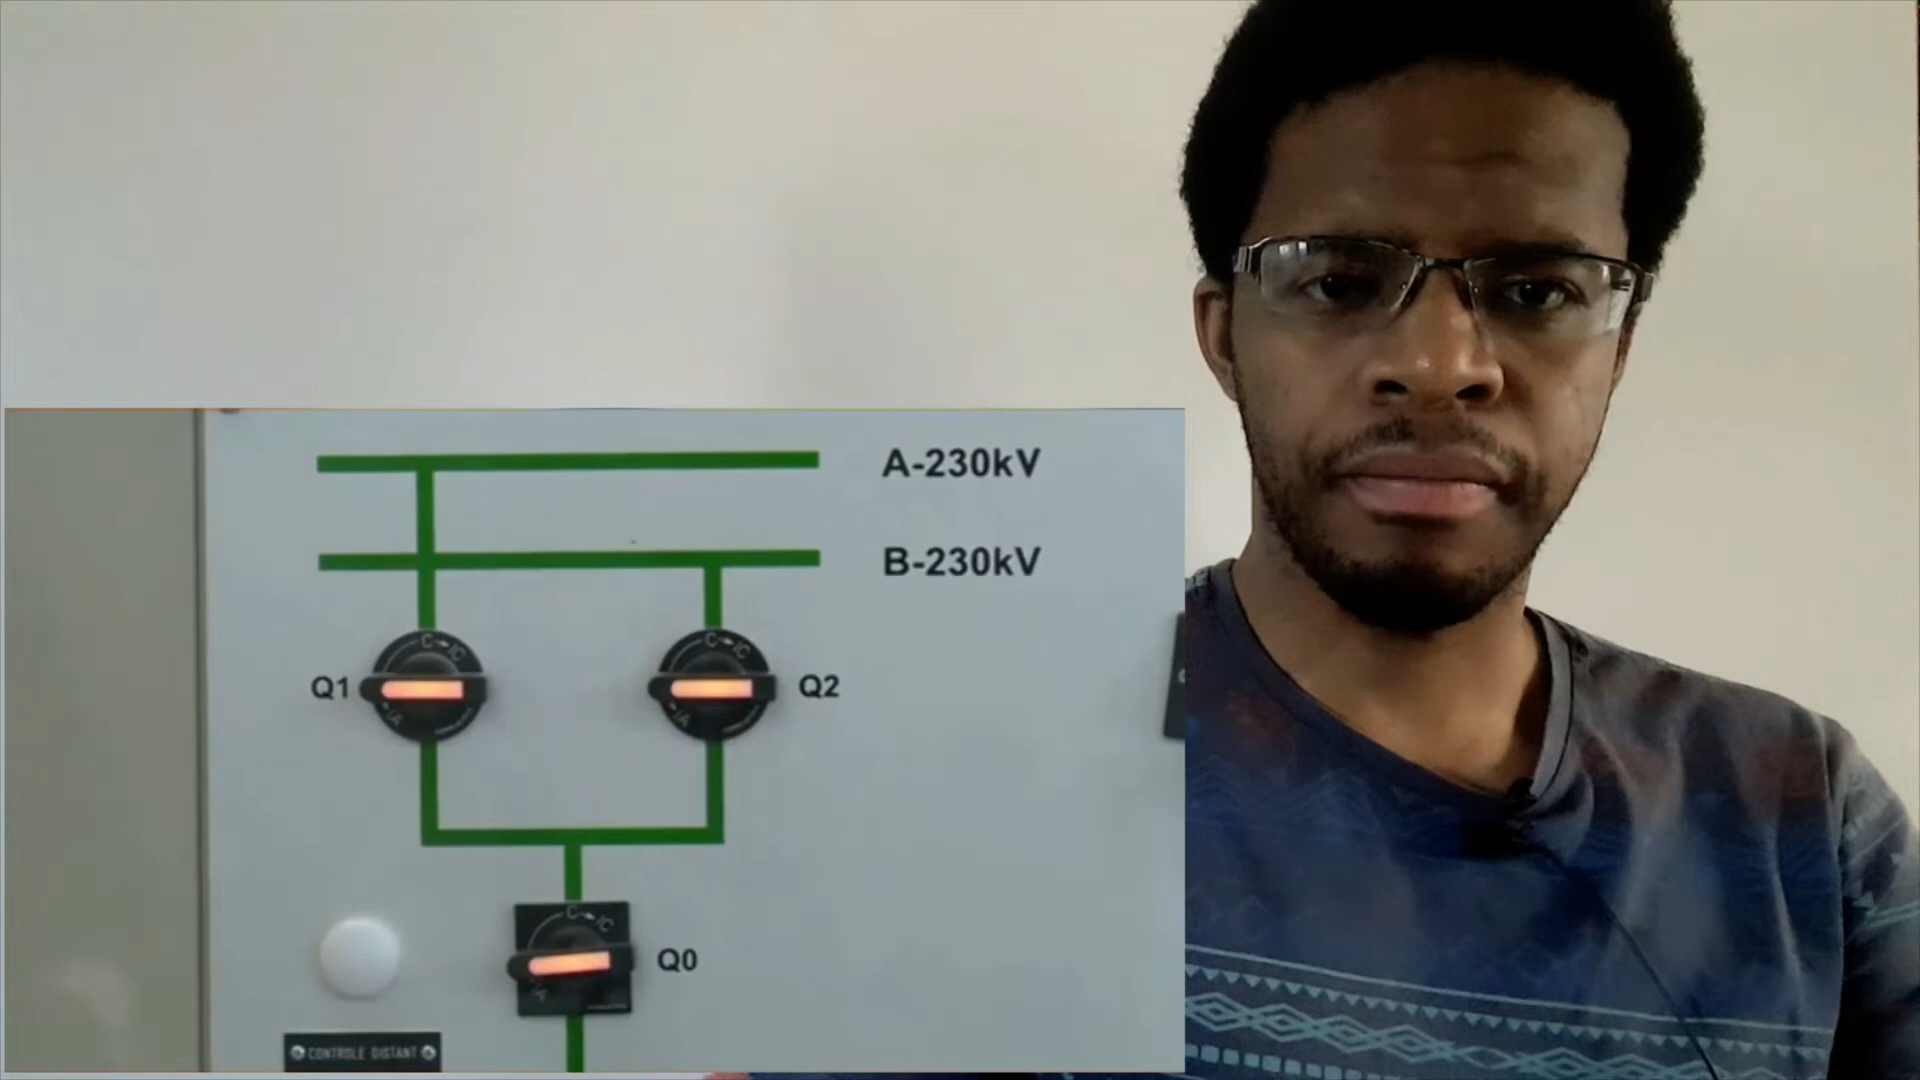 A-230kV
B-230kV
Q1
Q2
Q0
CONTROLE DISTANT